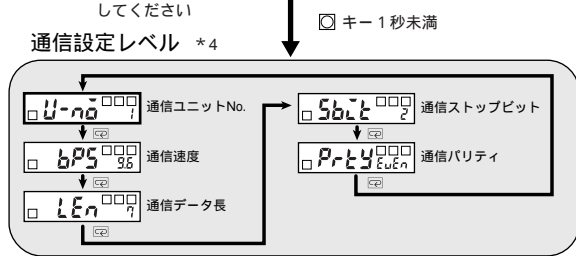 してください
キー 1 秒未満
通信設定レベル *4
U-no 1 通信ユニットNo.
bPS 9.6 通信速度
LEn 7 通信データ長
Sbit 2 通信ストップビット
PrtY EvEn 通信パリティ